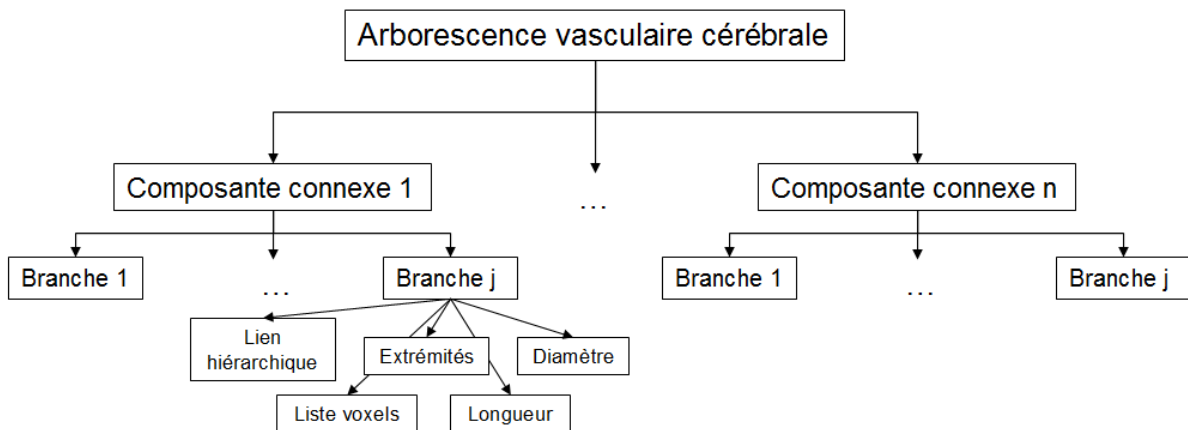 Arborescence vasculaire cérébrale
Composante connexe 1
...
Composante connexe n
Branche 1
...
Branche j
Branche 1
...
Branche j
Lien
hiérarchique
Extrémités
Diamètre
Liste voxels
Longueur